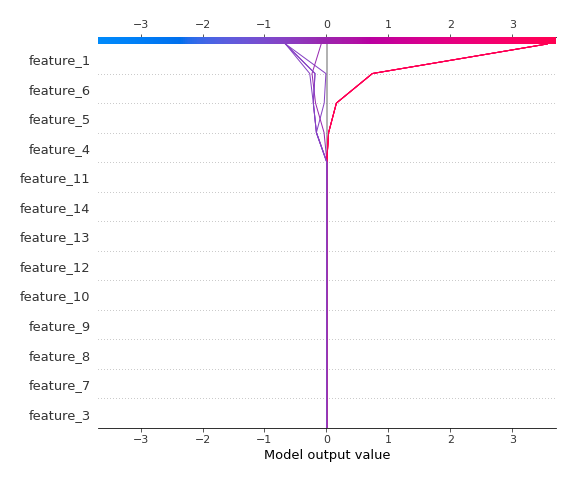 −3 −2 −1 0 1 2 3
feature_1
feature_6
feature_5
feature_4
feature_11
feature_14
feature_13
feature_12
feature_10
feature_9
feature_8
feature_7
feature_3
−3 −2 −1 0 1 2 3
Model output value